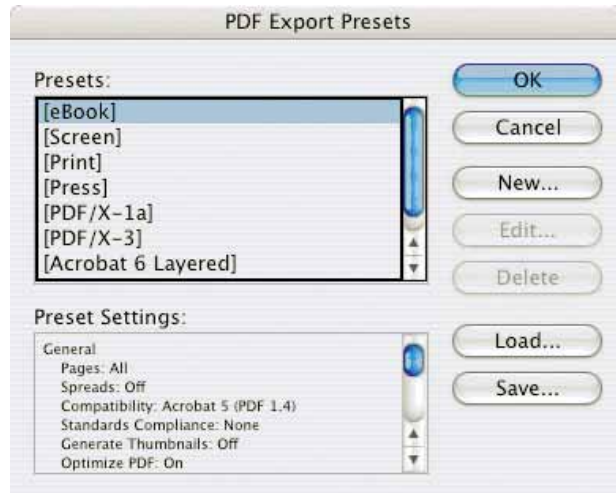 PDF Export Presets
Presets:
[eBook]
[Screen]
[Print]
[Press]
[PDF/X-1a]
[PDF/X-3]
[Acrobat 6 Layered]
OK
Cancel
New...
Edit...
Delete
Preset Settings:
General
Pages: All
Spreads: Off
Compatibility: Acrobat 5 (PDF 1.4)
Standards Compliance: None
Generate Thumbnails: Off
Optimize PDF: On
Load...
Save...